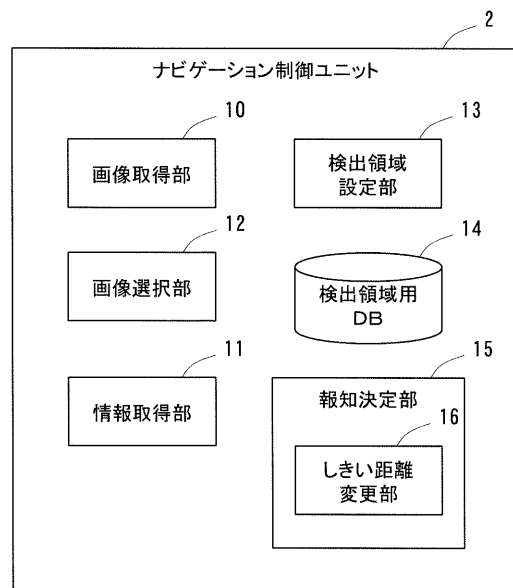 2
ナビゲーション制御ユニット
10
画像取得部
13
検出領域
設定部
12
画像選択部
14
検出領域用
DB
11
情報取得部
15
報知決定部
16
しきい距離
変更部